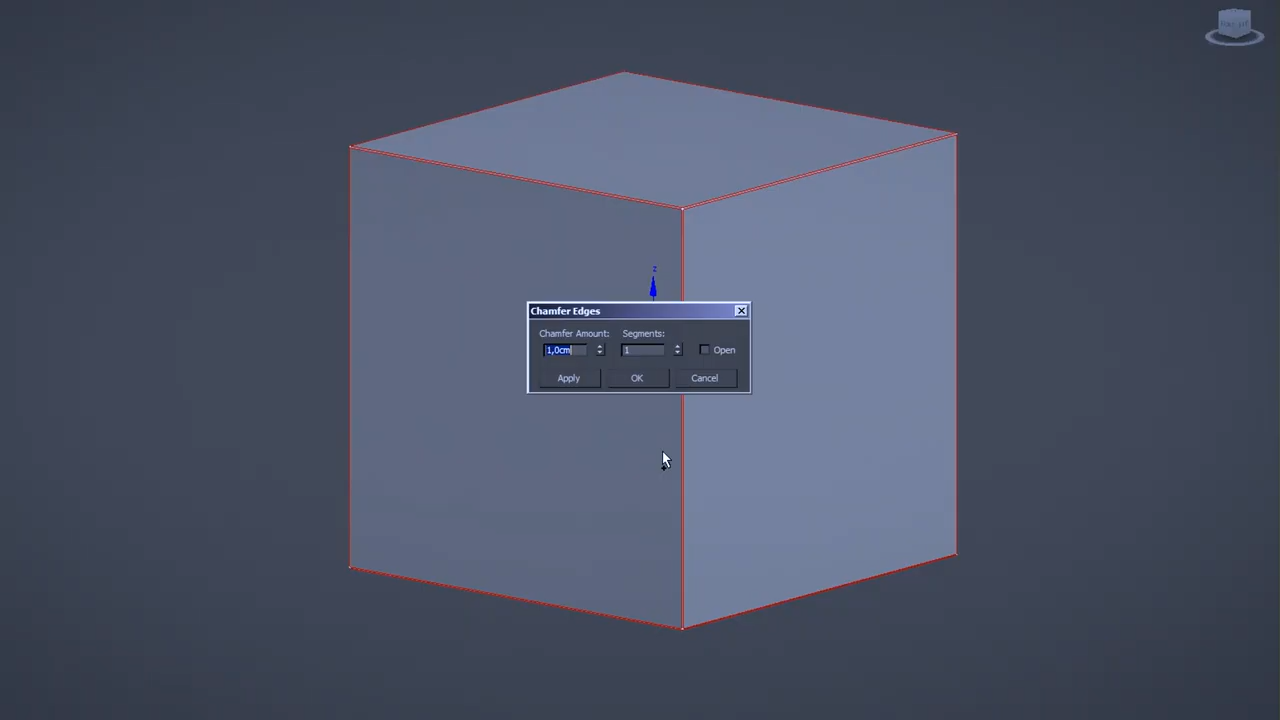 z
Chamfer Edges
Chamfer Amount: Segments:
1,0cm 1 Open
Apply OK Cancel